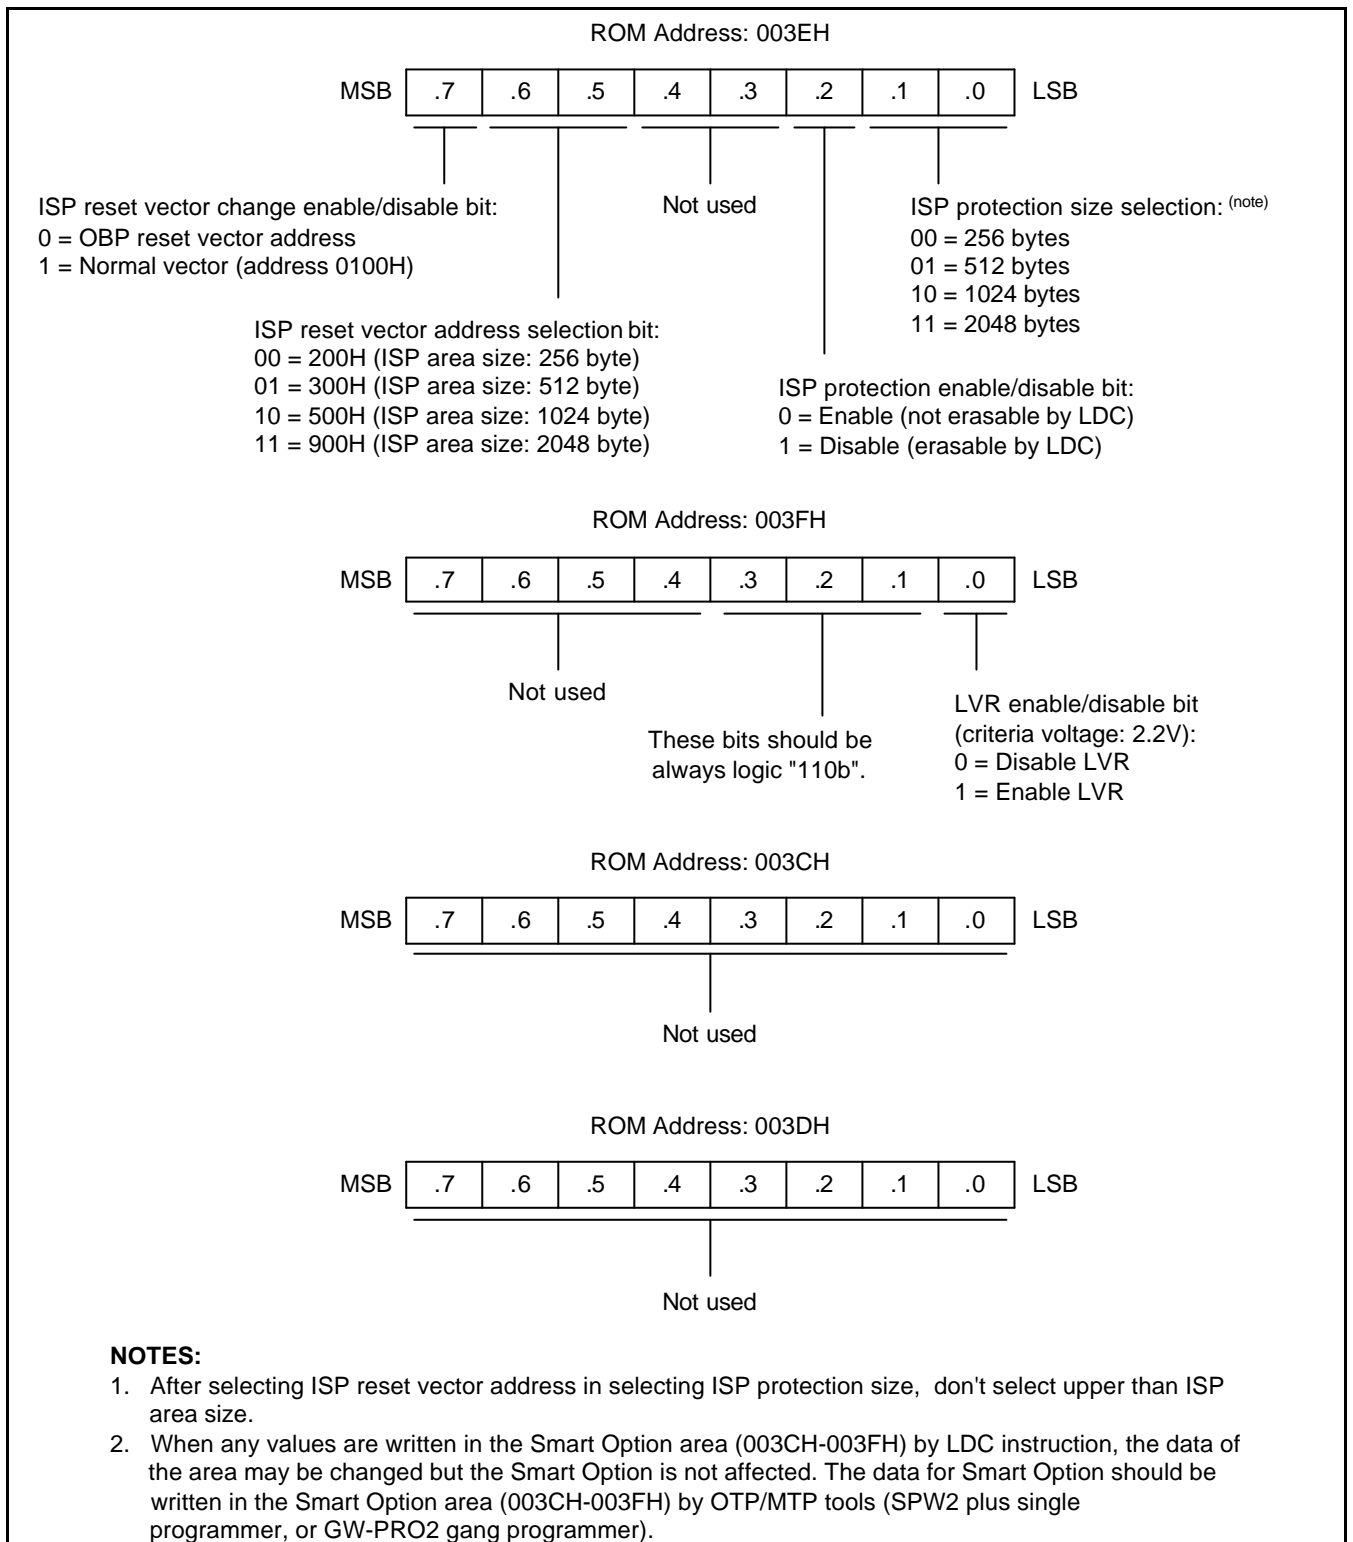 ROM Address: 003EH
MSB .7 .6 .5 .4 .3 .2 .1 .0 LSB
ISP reset vector change enable/disable bit:
0 = OBP reset vector address
1 = Normal vector (address 0100H)
Not used
ISP protection size selection: (note)
00 = 256 bytes
01 = 512 bytes
10 = 1024 bytes
11 = 2048 bytes
ISP reset vector address selection bit:
00 = 200H (ISP area size: 256 byte)
01 = 300H (ISP area size: 512 byte)
10 = 500H (ISP area size: 1024 byte)
11 = 900H (ISP area size: 2048 byte)
ISP protection enable/disable bit:
0 = Enable (not erasable by LDC)
1 = Disable (erasable by LDC)
ROM Address: 003FH
MSB .7 .6 .5 .4 .3 .2 .1 .0 LSB
Not used
These bits should be
always logic "110b".
LVR enable/disable bit
(criteria voltage: 2.2V):
0 = Disable LVR
1 = Enable LVR
ROM Address: 003CH
MSB .7 .6 .5 .4 .3 .2 .1 .0 LSB
Not used
ROM Address: 003DH
MSB .7 .6 .5 .4 .3 .2 .1 .0 LSB
Not used
NOTES:
1. After selecting ISP reset vector address in selecting ISP protection size, don't select upper than ISP
area size.
2. When any values are written in the Smart Option area (003CH-003FH) by LDC instruction, the data of
the area may be changed but the Smart Option is not affected. The data for Smart Option should be
written in the Smart Option area (003CH-003FH) by OTP/MTP tools (SPW2 plus single
programmer, or GW-PRO2 gang programmer).